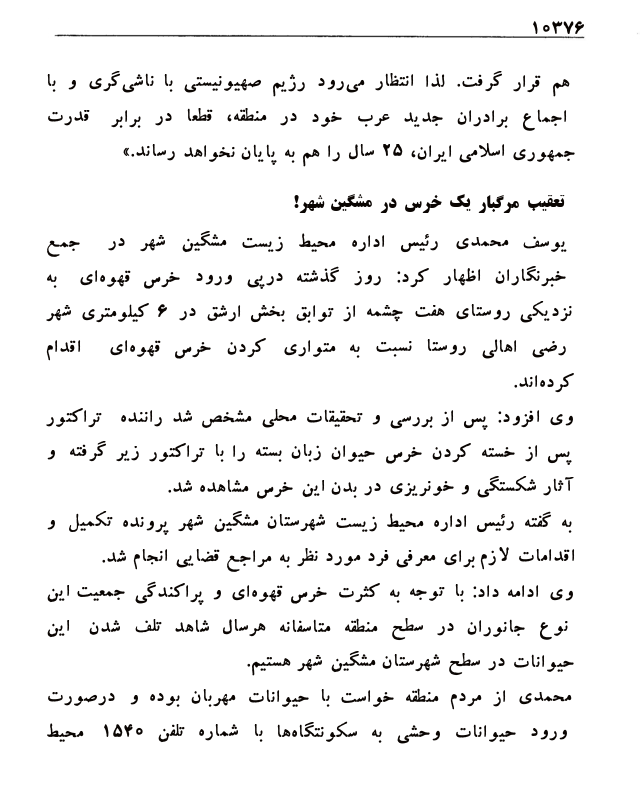 ۱۰۳۷۶
هم قرار گرفت. لذا انتظار می‌رود رژیم صهیونیستی با ناشی‌گری و با
اجماع برادران جدید عرب خود در منطقه، قطعا در برابر قدرت
جمهوری اسلامی ایران، ۲۵ سال را هم به پایان نخواهد رساند.»
تعقیب مرگبار یک خرس در مشگین شهر!
یوسف محمدی رئیس اداره محیط زیست مشگین شهر در جمع
خبرنگاران اظهار کرد: روز گذشته درپی ورود خرس قهوه‌ای به
نزدیکی روستای هفت چشمه از توابق بخش ارشق در ۶ کیلومتری شهر
رضی اهالی روستا نسبت به متواری کردن خرس قهوه‌ای اقدام
کرده‌اند.
وی افزود: پس از بررسی و تحقیقات محلی مشخص شد راننده تراکتور
پس از خسته کردن خرس حیوان زبان بسته را با تراکتور زیر گرفته و
آثار شکستگی و خونریزی در بدن این خرس مشاهده شد.
به گفته رئیس اداره محیط زیست شهرستان مشگین شهر پرونده تکمیل و
اقدامات لازم برای معرفی فرد مورد نظر به مراجع قضایی انجام شد.
وی ادامه داد: با توجه به کثرت خرس قهوه‌ای و پراکندگی جمعیت این
نوع جانوران در سطح منطقه متاسفانه هرسال شاهد تلف شدن این
حیوانات در سطح شهرستان مشگین شهر هستیم.
محمدی از مردم منطقه خواست با حیوانات مهربان بوده و درصورت
ورود حیوانات وحشی به سکونتگاه‌ها با شماره تلفن ۱۵۴۰ محیط